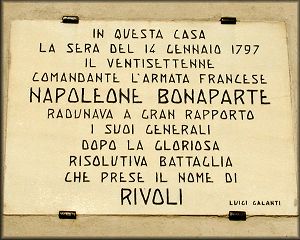 IN QUESTA CASA
LA SERA DEL 14 GENNAIO 1797
IL VENTISETTENNE
COMANDANTE L'ARMATA FRANCESE
NAPOLEONE BONAPARTE
RADUNAVA A GRAN RAPPORTO
I SUOI GENERALI
DOPO LA GLORIOSA
RISOLUTIVA BATTAGLIA
CHE PRESE IL NOME DI
RIVOLI
LUIGI GALANTI